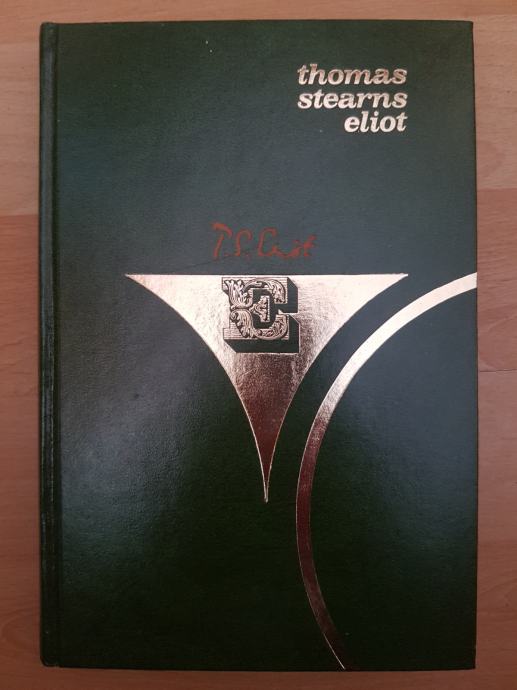 thomas
stearns
eliot
T. S. Eliot
E